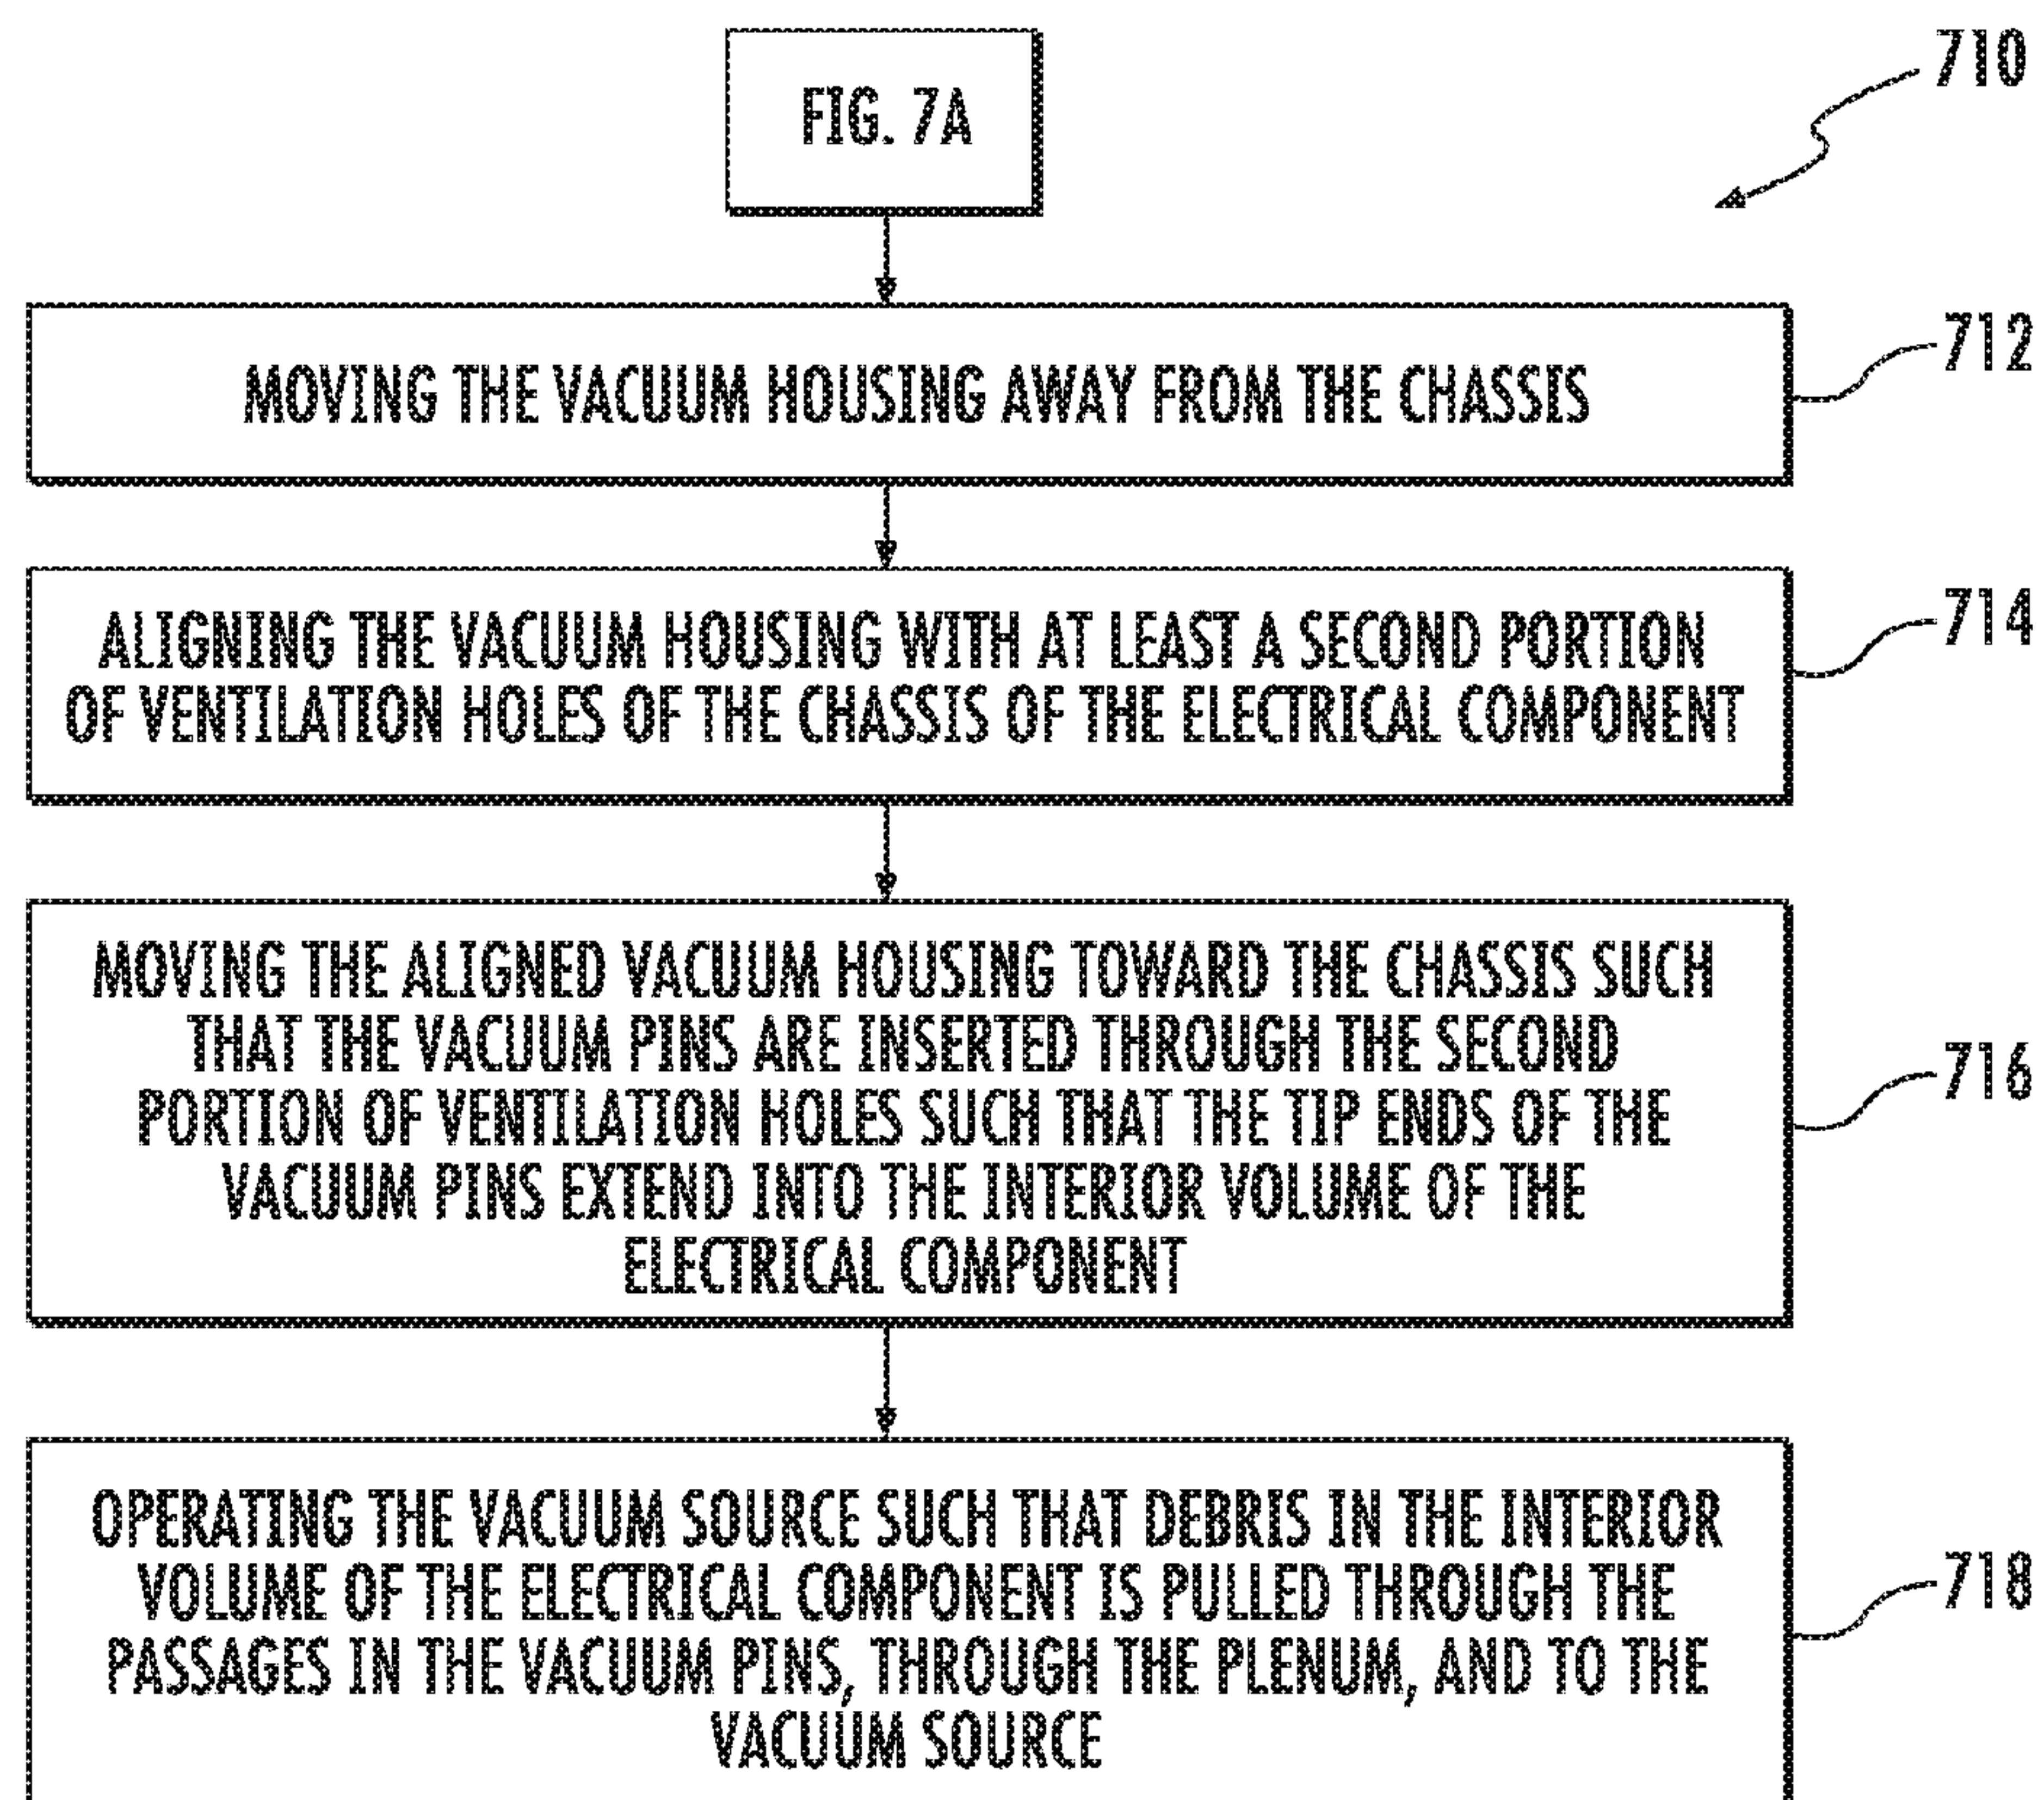 FIG. 7A
710
MOVING THE VACUUM HOUSING AWAY FROM THE CHASSIS
712
ALIGNING THE VACUUM HOUSING WITH AT LEAST A SECOND PORTION
OF VENTILATION HOLES OF THE CHASSIS OF THE ELECTRICAL COMPONENT
714
MOVING THE ALIGNED VACUUM HOUSING TOWARD THE CHASSIS SUCH
THAT THE VACUUM PINS ARE INSERTED THROUGH THE SECOND
PORTION OF VENTILATION HOLES SUCH THAT THE TIP ENDS OF THE
VACUUM PINS EXTEND INTO THE INTERIOR VOLUME OF THE
ELECTRICAL COMPONENT
716
OPERATING THE VACUUM SOURCE SUCH THAT DEBRIS IN THE INTERIOR
VOLUME OF THE ELECTRICAL COMPONENT IS PULLED THROUGH THE
PASSAGES IN THE VACUUM PINS, THROUGH THE PLENUM, AND TO THE
VACUUM SOURCE
718